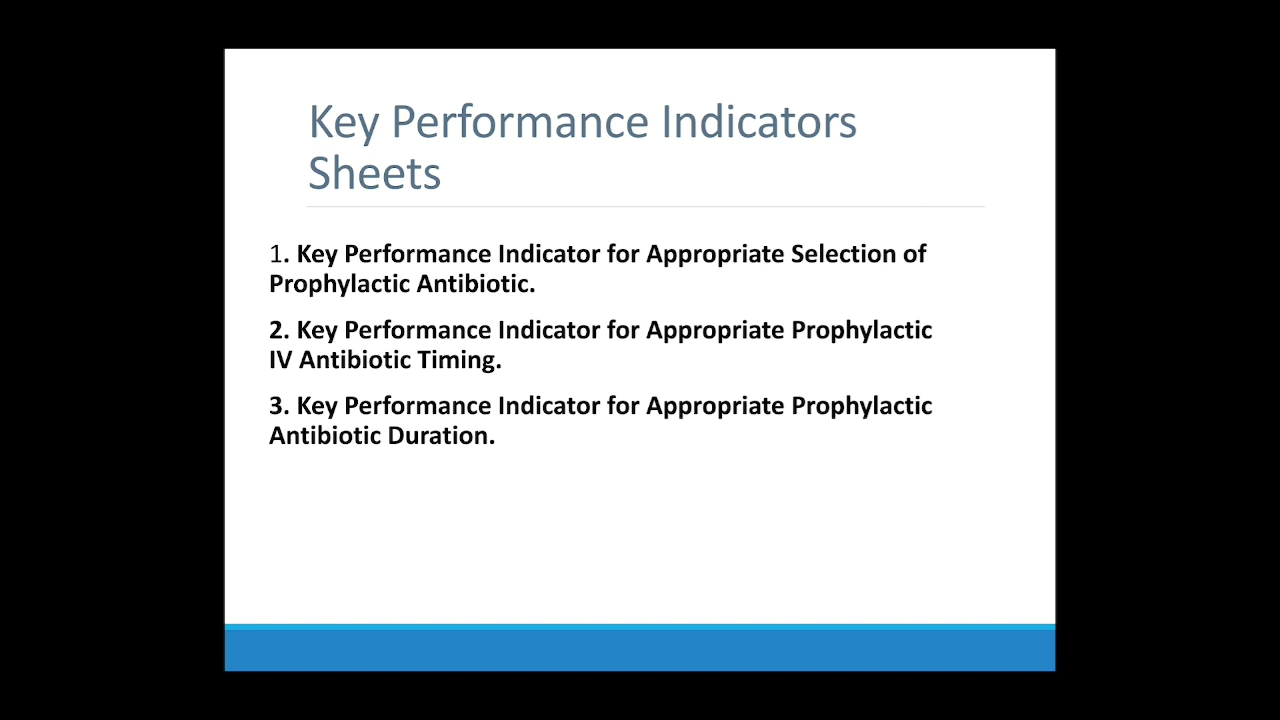 Key Performance Indicators
Sheets
1. Key Performance Indicator for Appropriate Selection of
Prophylactic Antibiotic.
2. Key Performance Indicator for Appropriate Prophylactic
IV Antibiotic Timing.
3. Key Performance Indicator for Appropriate Prophylactic
Antibiotic Duration.